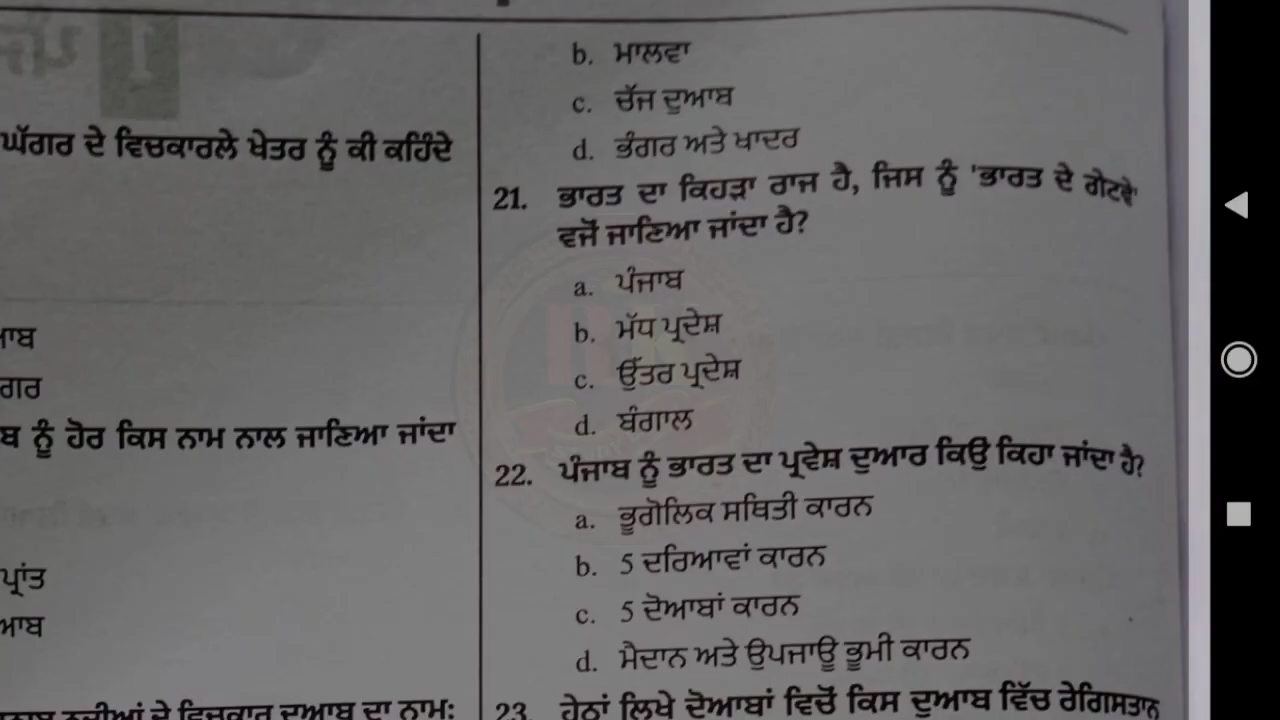 ਘੱਗਰ ਦੇ ਵਿਚਕਾਰਲੇ ਖੇਤਰ ਨੂੰ ਕੀ ਕਹਿੰਦੇ
ਗਰ
ਨੂੰ ਹੋਰ ਕਿਸ ਨਾਮ ਨਾਲ ਜਾਣਿਆ ਜਾਂਦਾ
ਪ੍ਰਾਂਤ
ਦੇ ਵਿਚਕਾਰ ਦੁਆਬ ਦਾ ਨਾਮ:
b. ਮਾਲਵਾ
c. ਚੱਜ ਦੁਆਬ
d. ਭੰਗਰ ਅਤੇ ਖਾਦਰ
21. ਭਾਰਤ ਦਾ ਕਿਹੜਾ ਰਾਜ ਹੈ, ਜਿਸ ਨੂੰ 'ਭਾਰਤ ਦੇ ਗੇਟਵੇ'
ਵਜੋਂ ਜਾਣਿਆ ਜਾਂਦਾ ਹੈ?
a. ਪੰਜਾਬ
b. ਮੱਧ ਪ੍ਰਦੇਸ਼
c. ਉੱਤਰ ਪ੍ਰਦੇਸ਼
d. ਬੰਗਾਲ
22. ਪੰਜਾਬ ਨੂੰ ਭਾਰਤ ਦਾ ਪ੍ਰਵੇਸ਼ ਦੁਆਰ ਕਿਉਂ ਕਿਹਾ ਜਾਂਦਾ ਹੈ?
a. ਭੂਗੋਲਿਕ ਸਥਿਤੀ ਕਾਰਨ
b. 5 ਦਰਿਆਵਾਂ ਕਾਰਨ
c. 5 ਦੋਆਬਾਂ ਕਾਰਨ
d. ਮੈਦਾਨ ਅਤੇ ਉਪਜਾਊ ਭੂਮੀ ਕਾਰਨ
23. ਹੇਠਾਂ ਲਿਖੇ ਦੋਆਬਾਂ ਵਿਚੋਂ ਕਿਸ ਦੁਆਬ ਵਿੱਚ ਰੇਗਿਸਤਾਨ